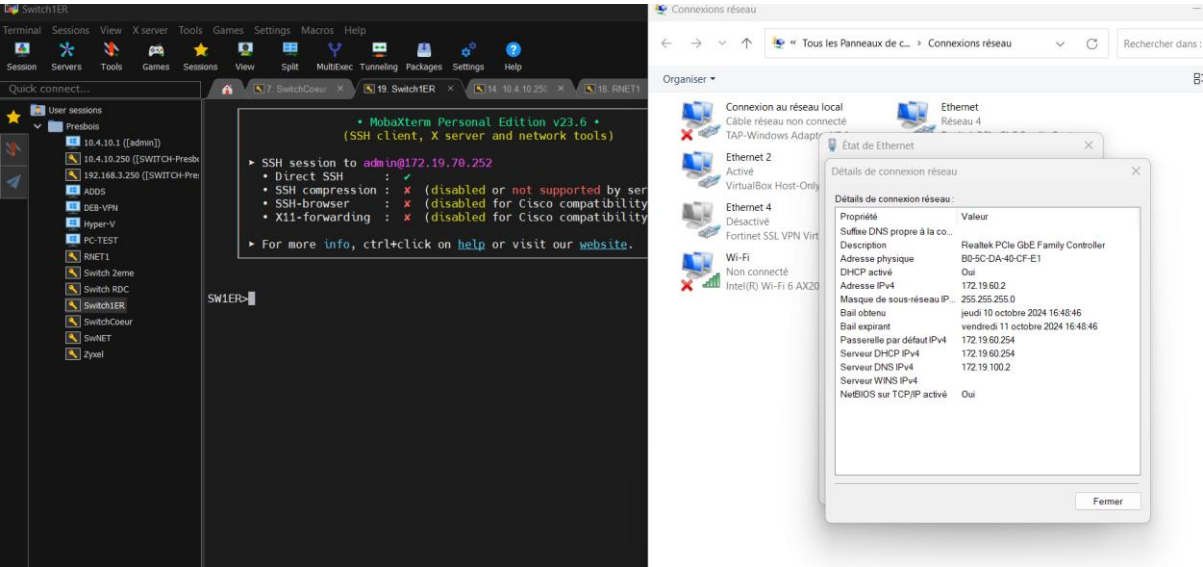 Switch1ER
Terminal Sessions View X server Tools Games Settings Macros Help
Session Servers Tools Games Sessions View Split MultiExec Tunneling Packages Settings Help
Quick connect...
7. SwitchCoeur
19. Switch1ER
14. 10.4.10.250
18. RNET1
User sessions
Presbois
10.4.10.1 ([admin])
10.4.10.250 ([SWITCH-Presbo
192.168.3.250 ([SWITCH-Pre
ADDS
DEB-VPN
Hyper-V
PC-TEST
RNET1
Switch 2eme
Switch RDC
Switch1ER
SwitchCoeur
SwNET
Zyxel
• MobaXterm Personal Edition v23.6 •
(SSH client, X server and network tools)
► SSH session to admin@172.19.70.252
• Direct SSH : ✔
• SSH compression : ✘ (disabled or not supported by ser
• SSH-browser : ✘ (disabled for Cisco compatibility
• X11-forwarding : ✘ (disabled for Cisco compatibility
► For more info, ctrl+click on help or visit our website.
SW1ER>
Connexions réseau
« Tous les Panneaux de c... › Connexions réseau
Rechercher dans :
Organiser
Connexion au réseau local
Câble réseau non connecté
TAP-Windows
Ethernet
Réseau 4
Ethernet 2
Activé
VirtualBox Host-Only
Ethernet 4
Désactivé
Fortinet SSL VPN Virt
Wi-Fi
Non connecté
Intel(R) Wi-Fi 6 AX20
État de Ethernet
Détails de connexion réseau
Détails de connexion réseau :
Propriété Valeur
Suffixe DNS propre à la co...
Description Realtek PCIe GbE Family Controller
Adresse physique B0-5C-DA-40-CF-E1
DHCP activé Oui
Adresse IPv4 172.19.60.2
Masque de sous-réseau IP... 255.255.255.0
Bail obtenu jeudi 10 octobre 2024 16:48:46
Bail expirant vendredi 11 octobre 2024 16:48:46
Passerelle par défaut IPv4 172.19.60.254
Serveur DHCP IPv4 172.19.60.254
Serveur DNS IPv4 172.19.100.2
Serveur WINS IPv4
NetBIOS sur TCP/IP activé Oui
Fermer